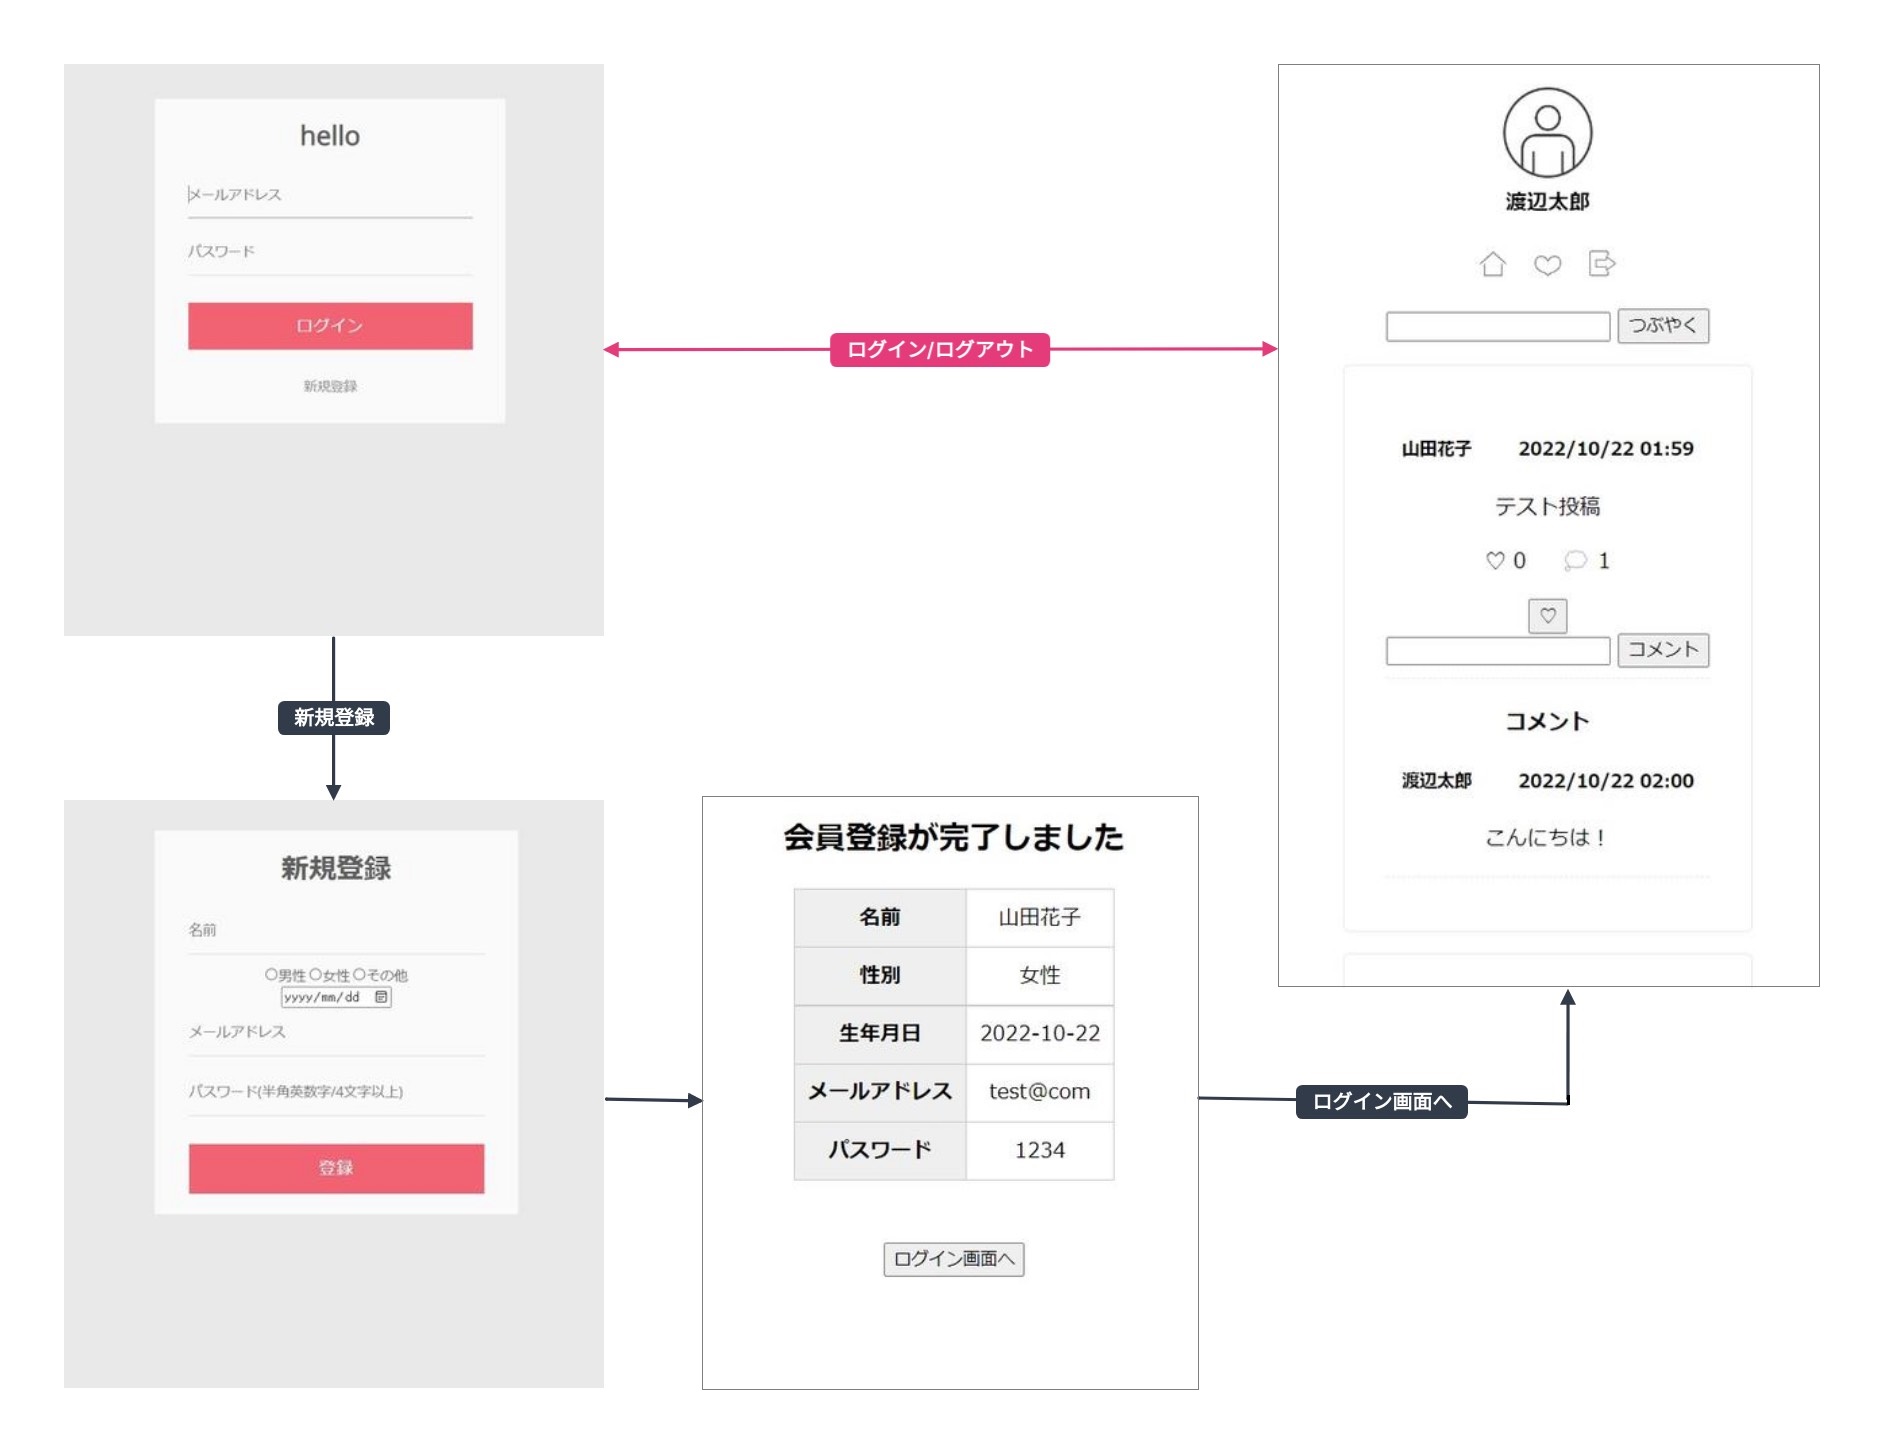 hello
メールアドレス
パスワード
ログイン
新規登録
ログイン/ログアウト
渡辺太郎
つぶやく
山田花子 2022/10/22 01:59
テスト投稿
♡ 0 1
♡
コメント
コメント
渡辺太郎 2022/10/22 02:00
こんにちは！
新規登録
新規登録
名前
男性 女性 その他
yyyy/mm/dd
メールアドレス
パスワード(半角英数字/4文字以上)
登録
会員登録が完了しました
名前 山田花子
性別 女性
生年月日 2022-10-22
メールアドレス test@com
パスワード 1234
ログイン画面へ
ログイン画面へ